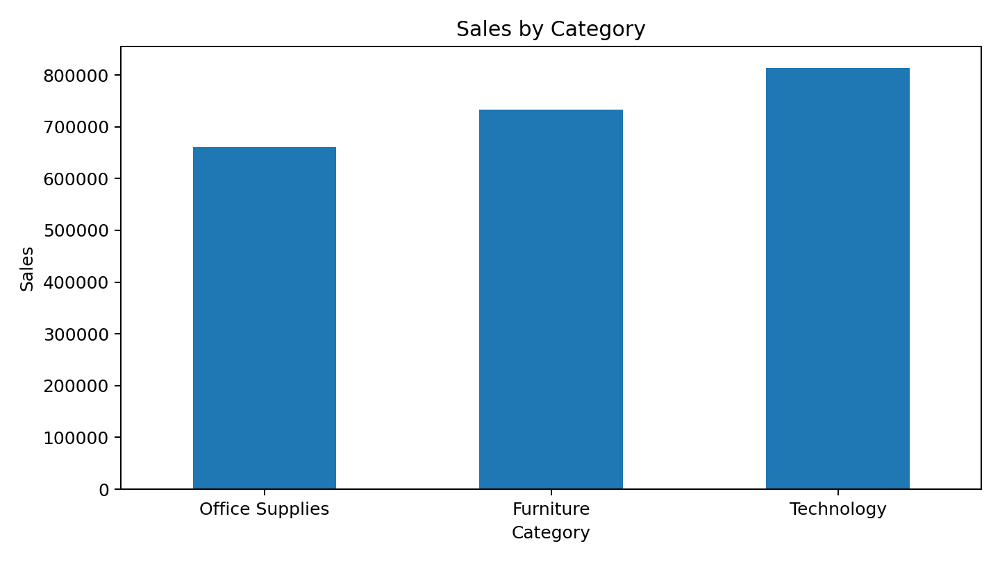 Sales by Category
Sales
800000
700000
600000
500000
400000
300000
200000
100000
0
Office Supplies
Furniture
Technology
Category